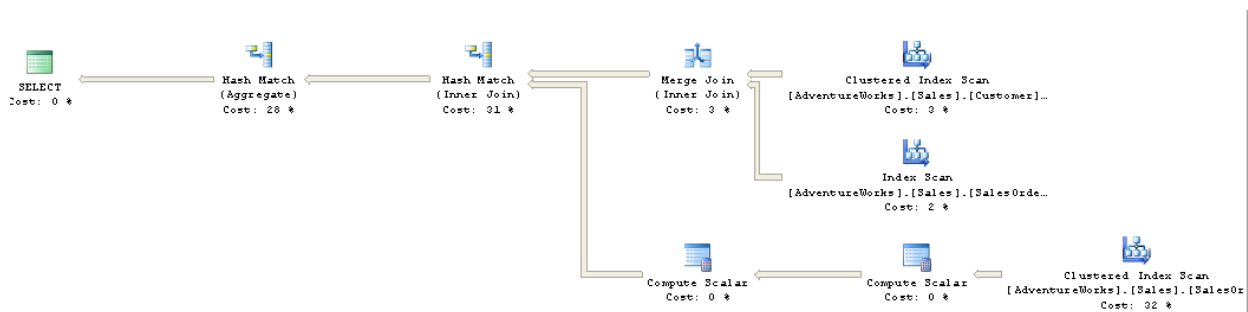 SELECT
Cost: 0 %
Hash Match
(Aggregate)
Cost: 28 %
Hash Match
(Inner Join)
Cost: 31 %
Merge Join
(Inner Join)
Cost: 3 %
Clustered Index Scan
[AdventureWorks].[Sales].[Customer]…
Cost: 3 %
Index Scan
[AdventureWorks].[Sales].[SalesOrde…
Cost: 2 %
Compute Scalar
Cost: 0 %
Compute Scalar
Cost: 0 %
Clustered Index Scan
[AdventureWorks].[Sales].[SalesOr
Cost: 32 %